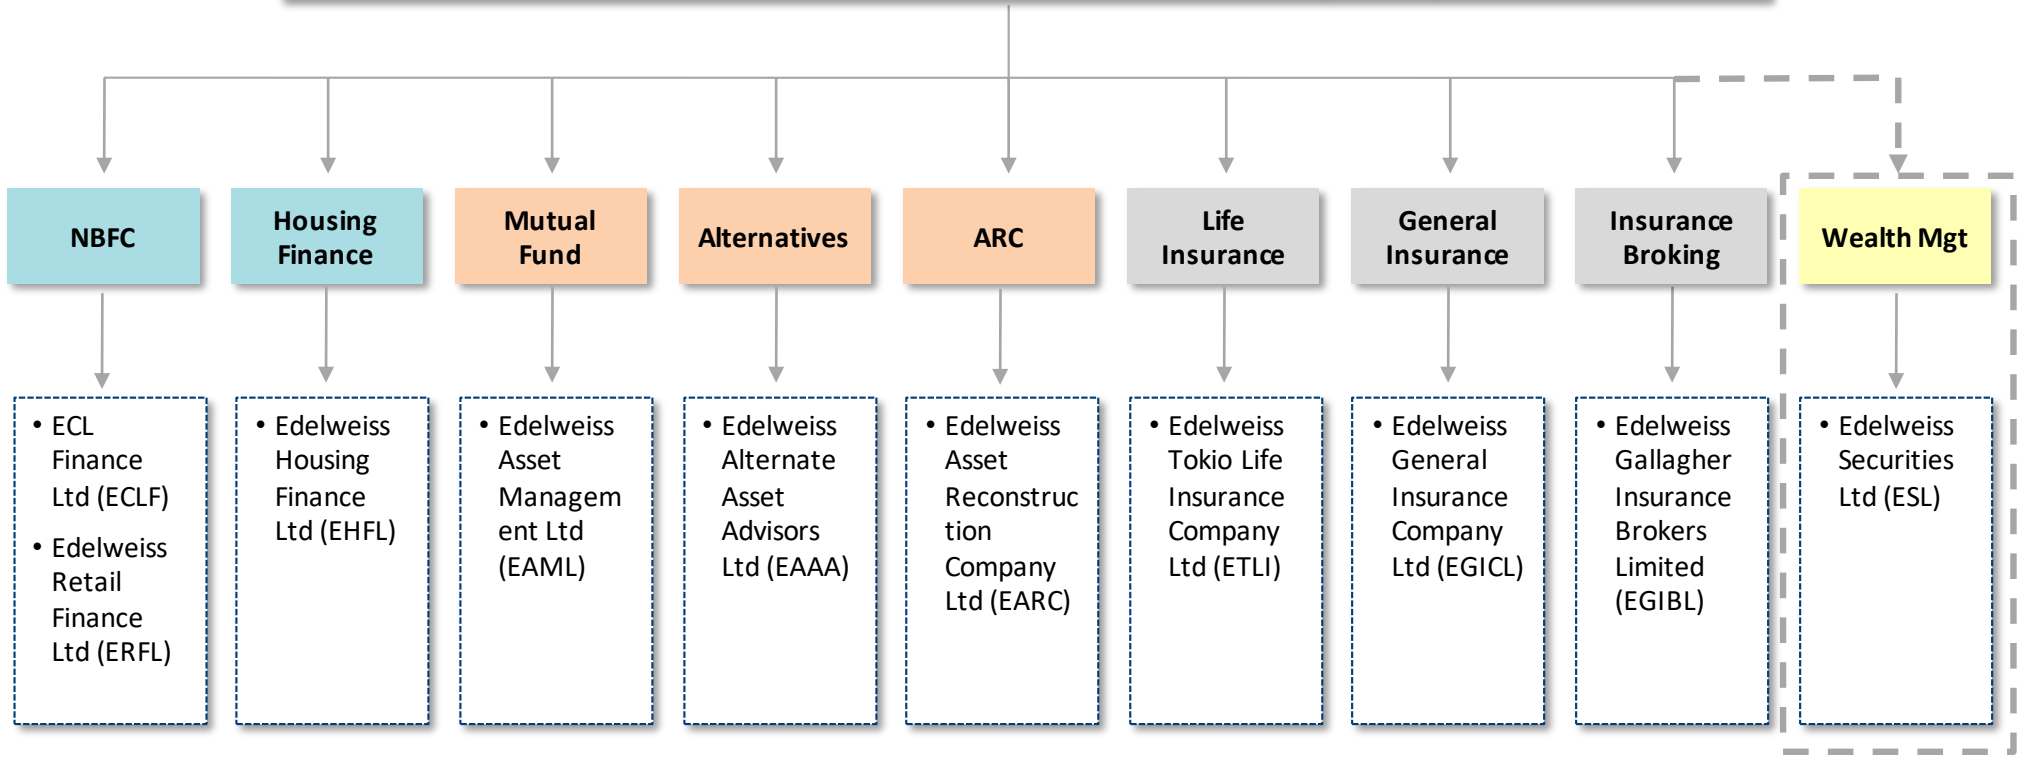 NBFC
Housing
Finance
Mutual
Fund
Alternatives
ARC
Life
Insurance
General
Insurance
Insurance
Broking
Wealth Mgt
• ECL
Finance
Ltd (ECLF)
• Edelweiss
Retail
Finance
Ltd (ERFL)
• Edelweiss
Housing
Finance
Ltd (EHFL)
• Edelweiss
Asset
Managem
ent Ltd
(EAML)
• Edelweiss
Alternate
Asset
Advisors
Ltd (EAAA)
• Edelweiss
Asset
Reconstruc
tion
Company
Ltd (EARC)
• Edelweiss
Tokio Life
Insurance
Company
Ltd (ETLI)
• Edelweiss
General
Insurance
Company
Ltd (EGICL)
• Edelweiss
Gallagher
Insurance
Brokers
Limited
(EGIBL)
• Edelweiss
Securities
Ltd (ESL)